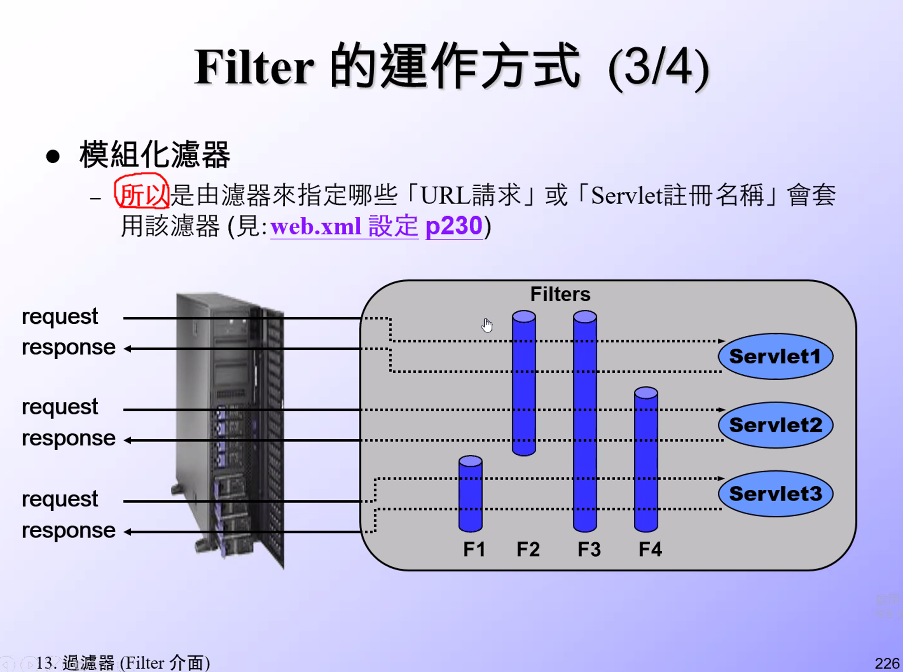 Filter 的運作方式 (3/4)
● 模組化濾器
– 所以是由濾器來指定哪些「URL請求」或「Servlet註冊名稱」會套
用該濾器 (見:web.xml 設定 p230)
Filters
request
response
Servlet1
request
response
Servlet2
request
response
Servlet3
F1 F2 F3 F4
13. 過濾器 (Filter 介面)
226